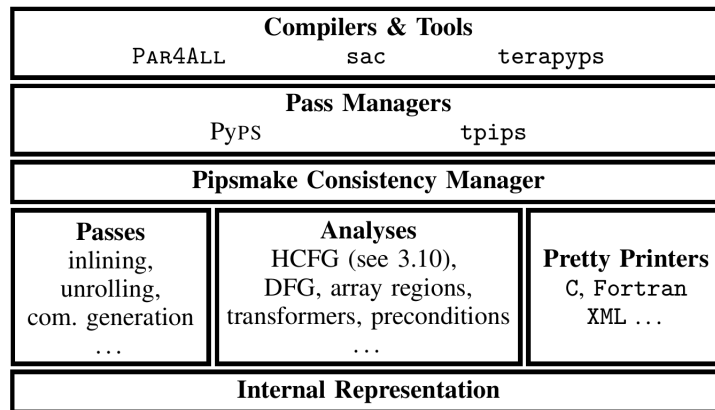 Compilers & Tools
PAR4ALL sac terapyps
Pass Managers
PYPS tpips
Pipsmake Consistency Manager
Passes
inlining,
unrolling,
com. generation
...
Analyses
HCFG (see 3.10),
DFG, array regions,
transformers, preconditions
...
Pretty Printers
C, Fortran
XML ...
Internal Representation